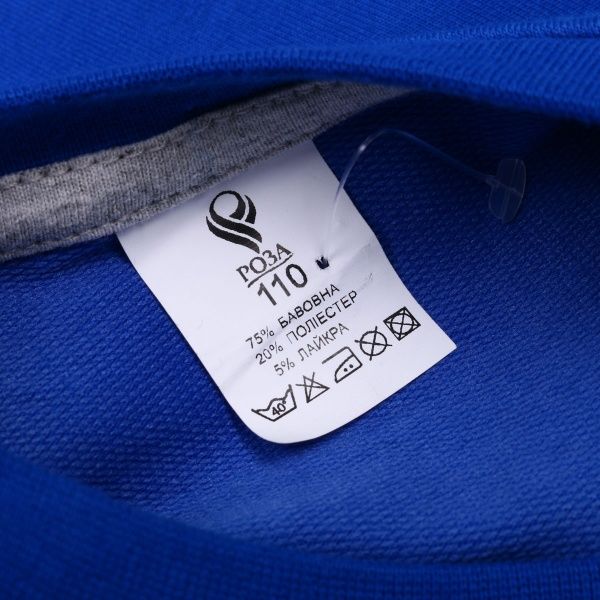 РОЗА
110
75% БАВОВНА
20% ПОЛІЕСТЕР
5% ЛАЙКРА
40°